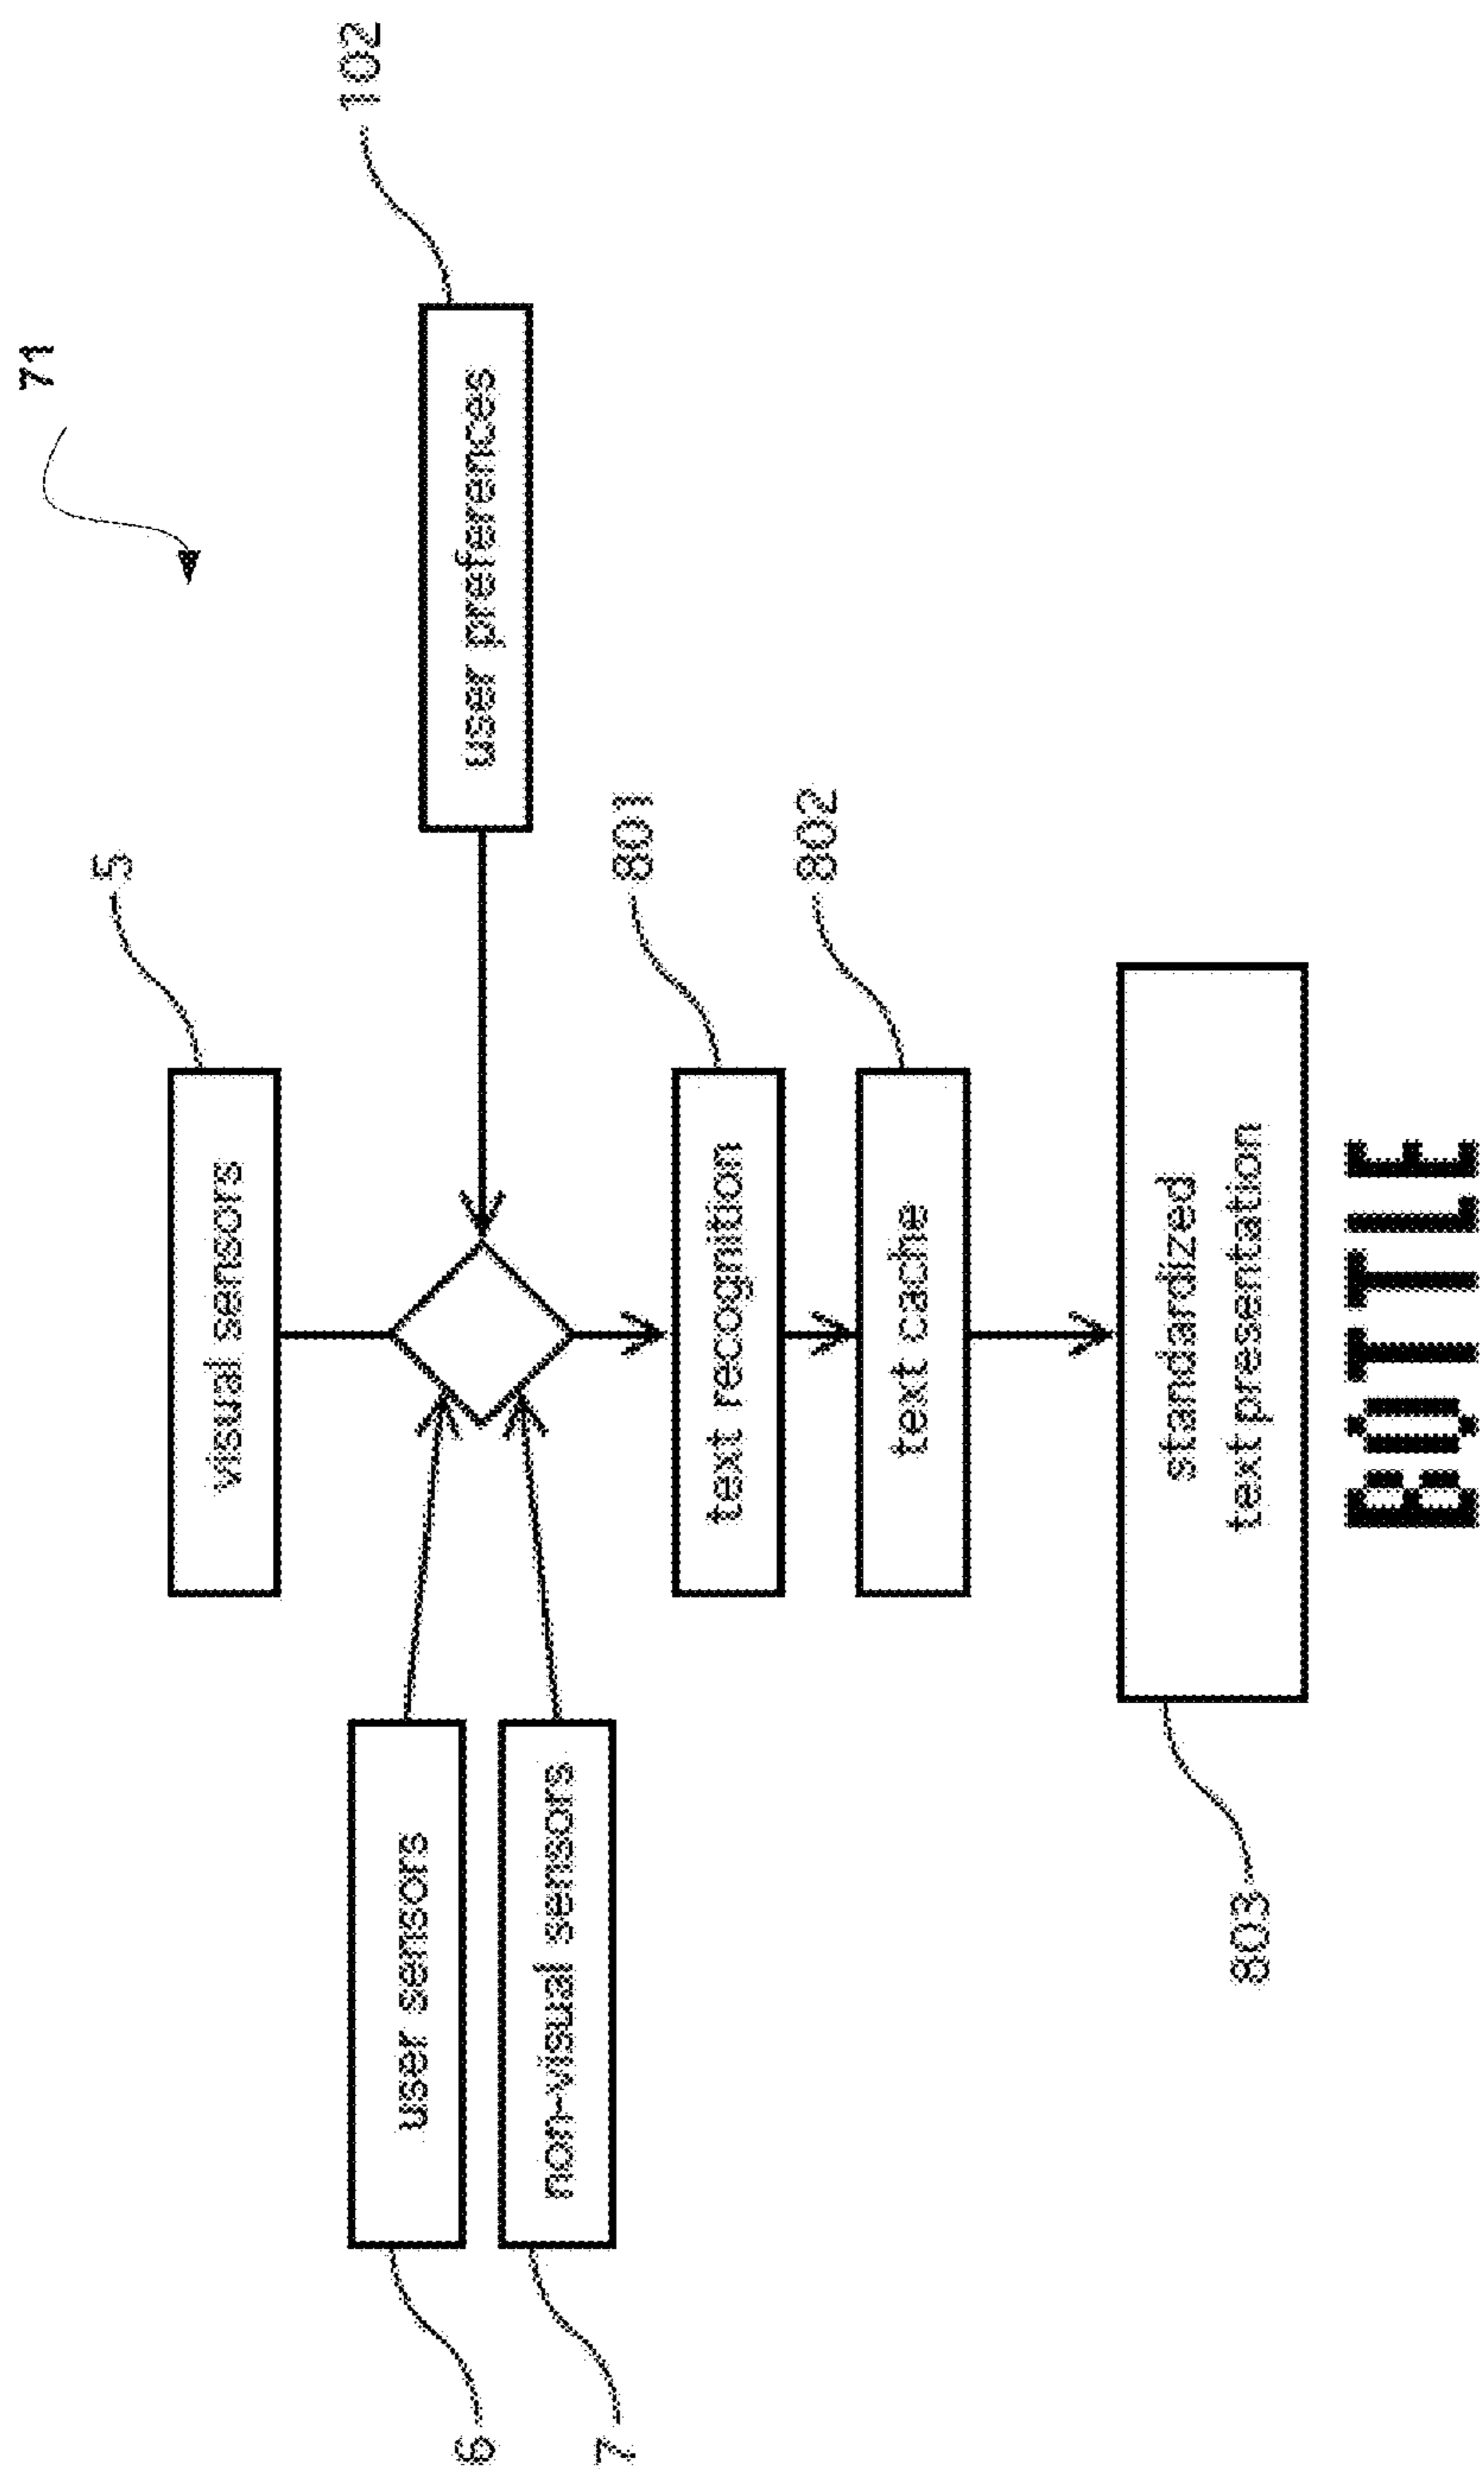 71
5
visual sensors
102
user preferences
6
user sensors
7
non-visual sensors
801
text recognition
802
text cache
803
standardized
text presentation
BOTTLE